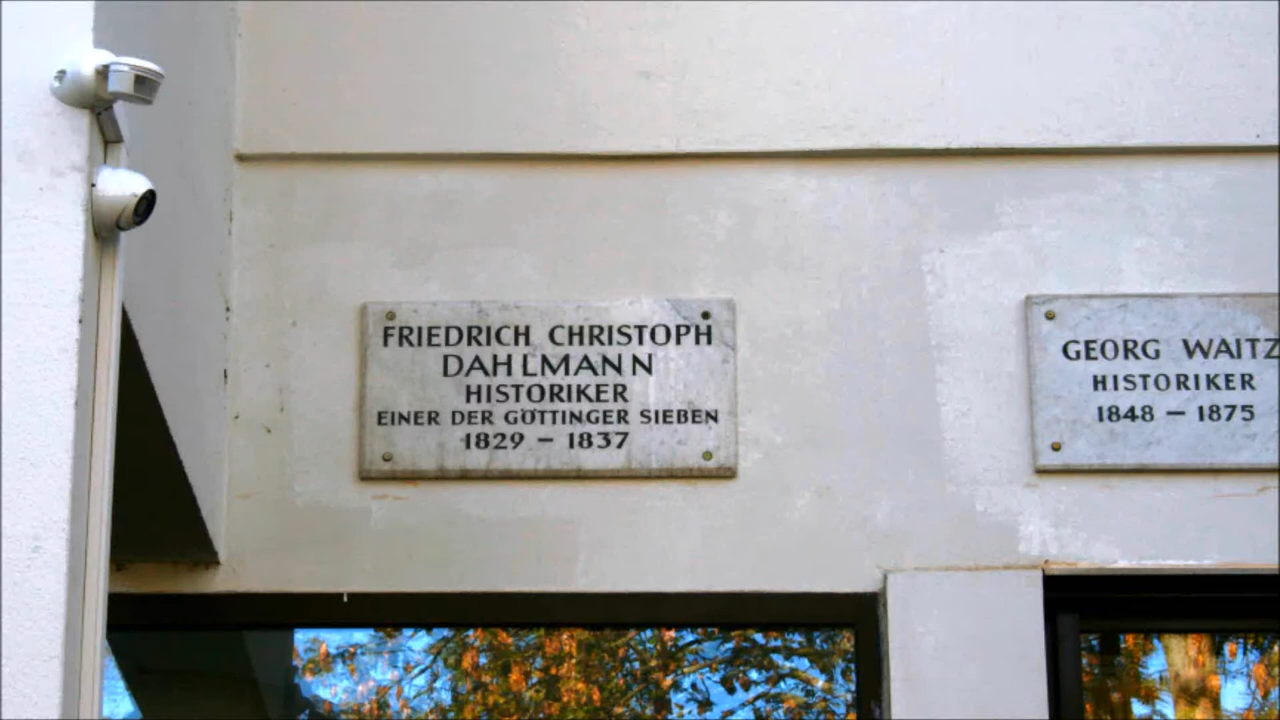 FRIEDRICH CHRISTOPH
DAHLMANN
HISTORIKER
EINER DER GÖTTINGER SIEBEN
1829 – 1837
GEORG WAITZ
HISTORIKER
1848 – 1875